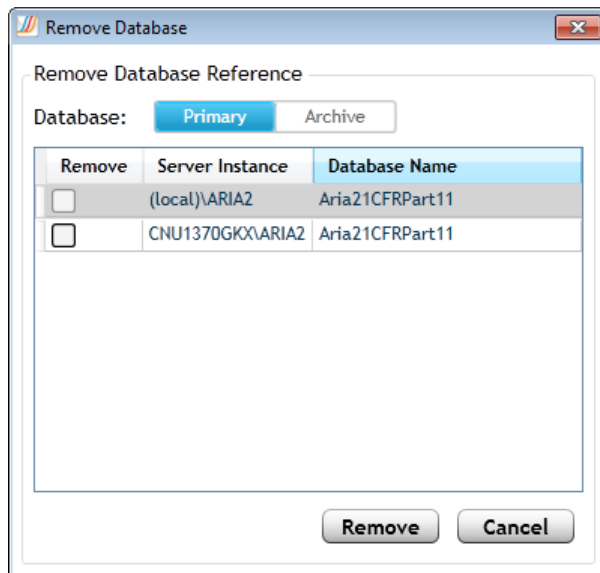 Remove Database
Remove Database Reference
Database: Primary Archive
Remove Server Instance Database Name
(local)\ARIA2 Aria21CFRPart11
CNU1370GKX\ARIA2 Aria21CFRPart11
Remove Cancel